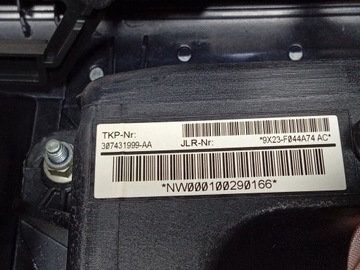 TKP-Nr:
307431999-AA
JLR-Nr:
*9X23-F044A74 AC*
*NW000100290166*